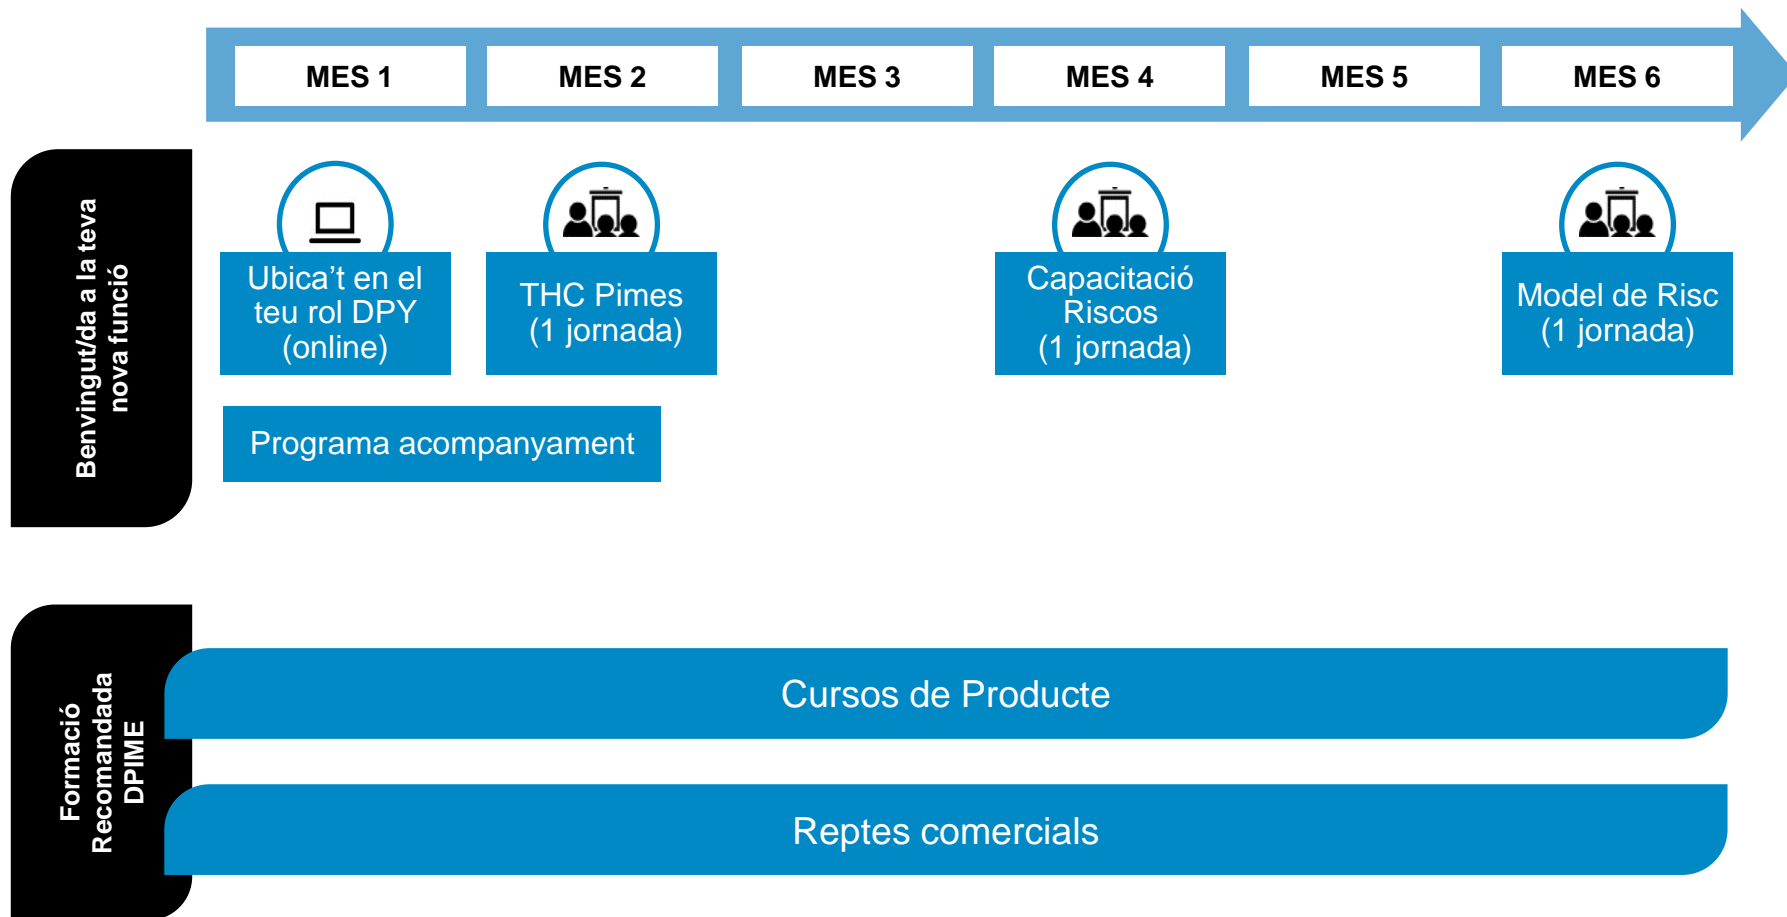 MES 1
MES 2
MES 3
MES 4
MES 5
MES 6
Benvingut/da a la teva
nova funció
Ubica’t en el
teu rol DPY
(online)
THC Pimes
(1 jornada)
Capacitació
Riscos
(1 jornada)
Model de Risc
(1 jornada)
Programa acompanyament
Formació
Recomandada
DPIME
Cursos de Producte
Reptes comercials